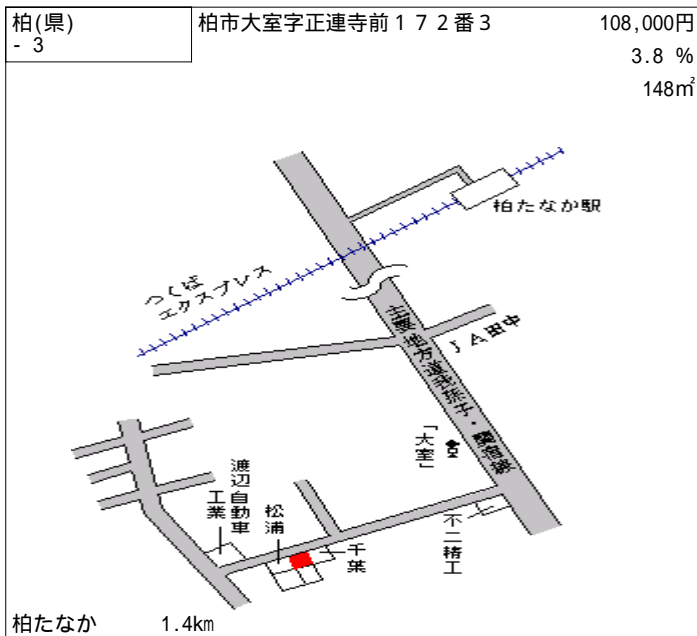 柏(県)
- 3
柏市大室字正連寺前１７２番３
108,000円
3.8 %
148㎡
柏たなか駅
つくば
エクスプレス
主要地方道我孫子・関宿線
ＪＡ田中
「大室」
渡辺自動車
工業
松浦
千葉
不二精工
柏たなか
1.4km